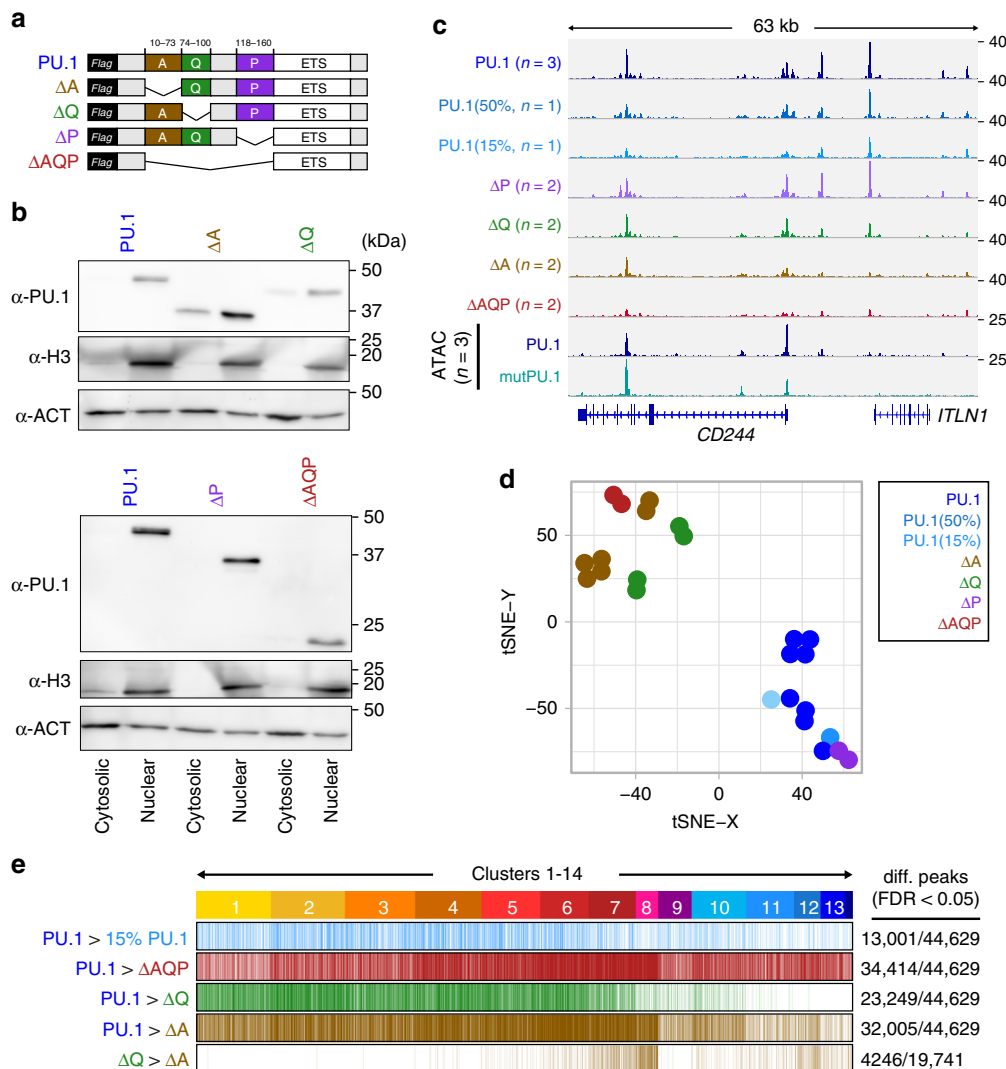 a
10–73 74–100 118–160
PU.1 Flag A Q P ETS
ΔA Flag Q P ETS
ΔQ Flag A P ETS
ΔP Flag A Q ETS
ΔAQP Flag ETS
b
PU.1 ΔA ΔQ (kDa)
α-PU.1 50 37
α-H3 25 20
α-ACT 50
PU.1 ΔP ΔAQP
α-PU.1 50 37 25
α-H3 25 20
α-ACT 50
Cytosolic Nuclear Cytosolic Nuclear Cytosolic Nuclear
c
63 kb
40
PU.1 (n = 3)
40
PU.1(50%, n = 1)
40
PU.1(15%, n = 1)
40
ΔP (n = 2)
40
ΔQ (n = 2)
40
ΔA (n = 2)
40
ΔAQP (n = 2)
25
ATAC (n = 3)
PU.1
25
mutPU.1
CD244 ITLN1
d
50
0
−50
tSNE−Y
−40 0 40
tSNE−X
PU.1
PU.1(50%)
PU.1(15%)
ΔA
ΔQ
ΔP
ΔAQP
e
Clusters 1-14
diff. peaks
(FDR < 0.05)
1 2 3 4 5 6 7 8 9 10 11 12 13
PU.1 > 15% PU.1 13,001/44,629
PU.1 > ΔAQP 34,414/44,629
PU.1 > ΔQ 23,249/44,629
PU.1 > ΔA 32,005/44,629
ΔQ > ΔA 4246/19,741